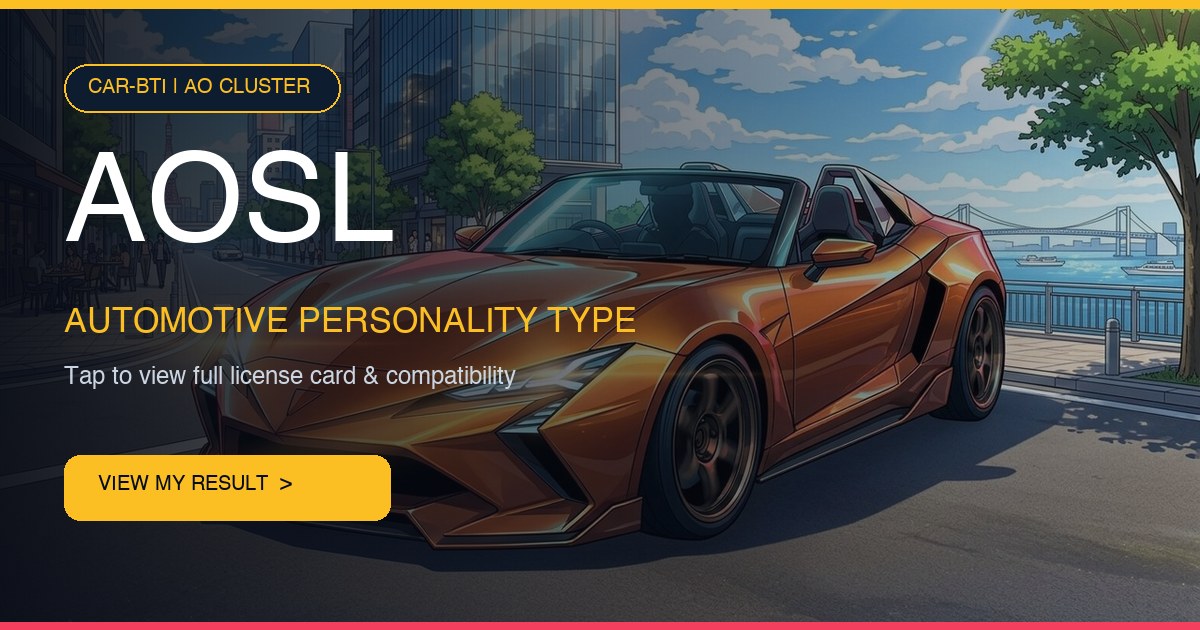 CAR-BTI | AO CLUSTER
AOSL
AUTOMOTIVE PERSONALITY TYPE
Tap to view full license card & compatibility
VIEW MY RESULT >